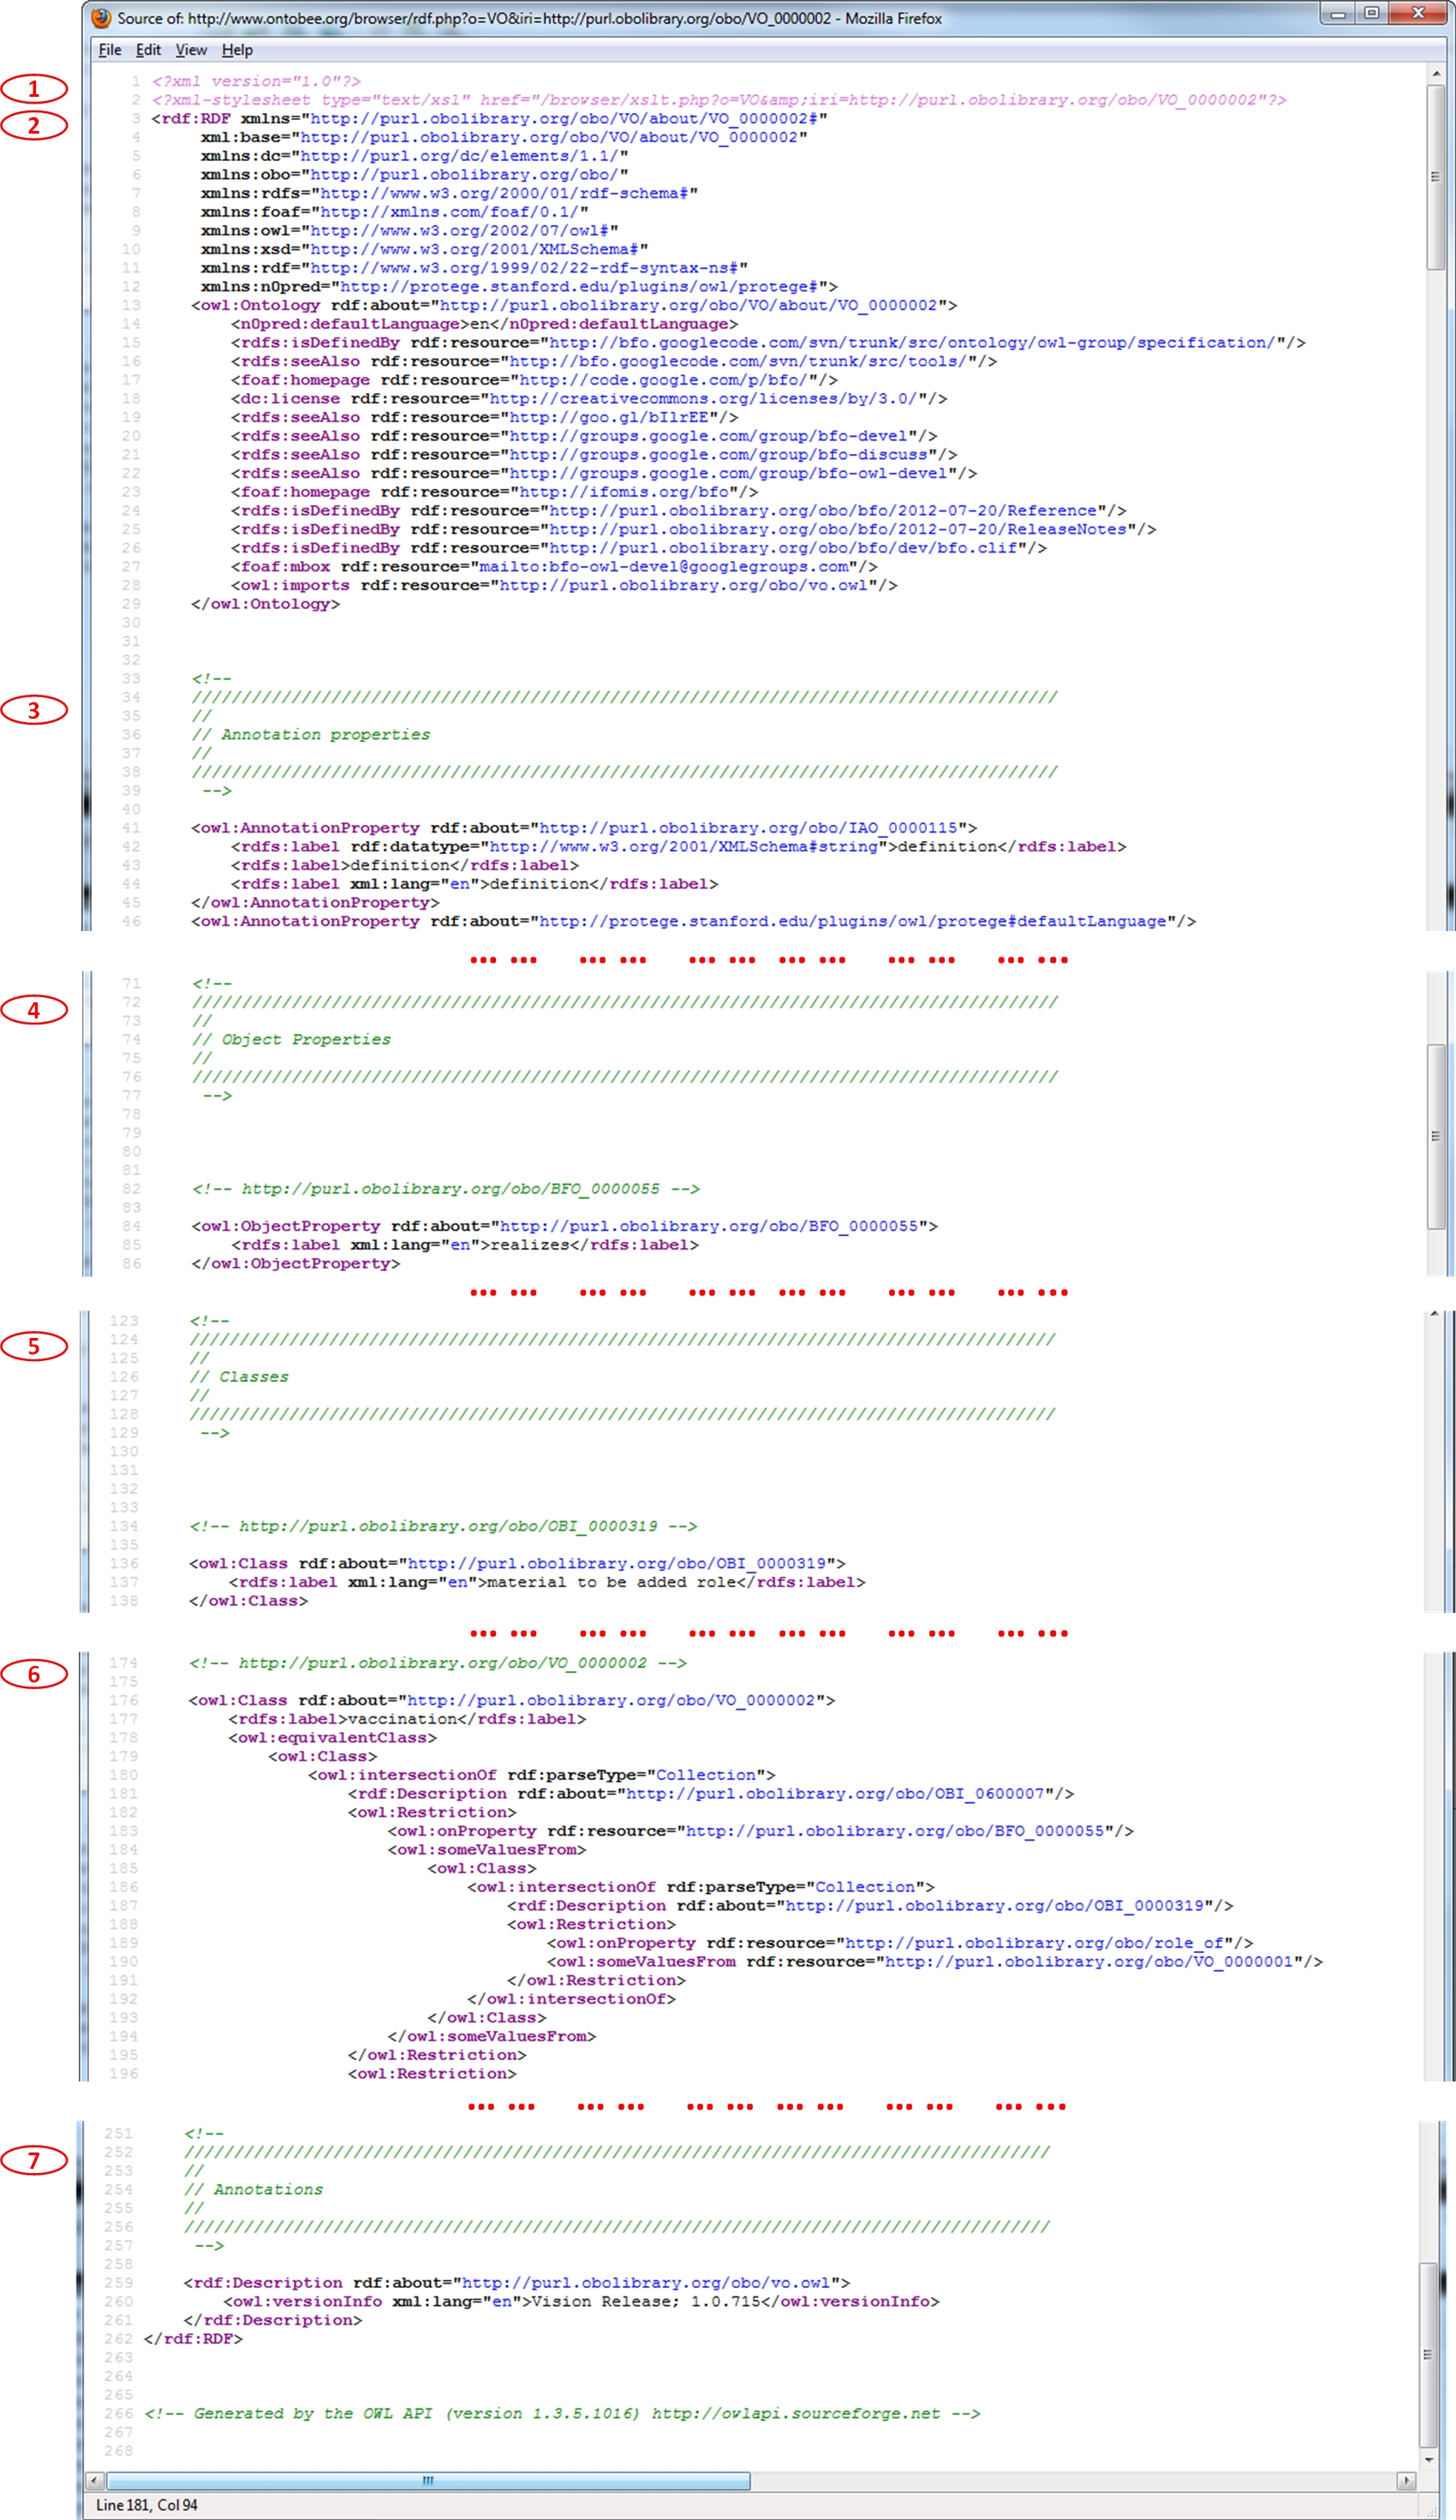 Source of: http://www.ontobee.org/browser/rdf.php?o=VO&iri=http://purl.obolibrary.org/obo/VO_0000002 - Mozilla Firefox
File Edit View Help
1 1 <?xml version="1.0"?>
2 <?xml-stylesheet type="text/xsl" href="/browser/xslt.php?o=VO&amp;iri=http://purl.obolibrary.org/obo/VO_0000002"?>
2 3 <rdf:RDF xmlns="http://purl.obolibrary.org/obo/VO/about/VO_0000002#"
4 xml:base="http://purl.obolibrary.org/obo/VO/about/VO_0000002"
5 xmlns:dc="http://purl.org/dc/elements/1.1/"
6 xmlns:obo="http://purl.obolibrary.org/obo/"
7 xmlns:rdfs="http://www.w3.org/2000/01/rdf-schema#"
8 xmlns:foaf="http://xmlns.com/foaf/0.1/"
9 xmlns:owl="http://www.w3.org/2002/07/owl#"
10 xmlns:xsd="http://www.w3.org/2001/XMLSchema#"
11 xmlns:rdf="http://www.w3.org/1999/02/22-rdf-syntax-ns#"
12 xmlns:n0pred="http://protege.stanford.edu/plugins/owl/protege#">
13 <owl:Ontology rdf:about="http://purl.obolibrary.org/obo/VO/about/VO_0000002">
14 <n0pred:defaultLanguage>en</n0pred:defaultLanguage>
15 <rdfs:isDefinedBy rdf:resource="http://bfo.googlecode.com/svn/trunk/src/ontology/owl-group/specification/"/>
16 <rdfs:seeAlso rdf:resource="http://bfo.googlecode.com/svn/trunk/src/tools/"/>
17 <foaf:homepage rdf:resource="http://code.google.com/p/bfo/"/>
18 <dc:license rdf:resource="http://creativecommons.org/licenses/by/3.0/"/>
19 <rdfs:seeAlso rdf:resource="http://goo.gl/bIlrEE"/>
20 <rdfs:seeAlso rdf:resource="http://groups.google.com/group/bfo-devel"/>
21 <rdfs:seeAlso rdf:resource="http://groups.google.com/group/bfo-discuss"/>
22 <rdfs:seeAlso rdf:resource="http://groups.google.com/group/bfo-owl-devel"/>
23 <foaf:homepage rdf:resource="http://ifomis.org/bfo"/>
24 <rdfs:isDefinedBy rdf:resource="http://purl.obolibrary.org/obo/bfo/2012-07-20/Reference"/>
25 <rdfs:isDefinedBy rdf:resource="http://purl.obolibrary.org/obo/bfo/2012-07-20/ReleaseNotes"/>
26 <rdfs:isDefinedBy rdf:resource="http://purl.obolibrary.org/obo/bfo/dev/bfo.clif"/>
27 <foaf:mbox rdf:resource="mailto:bfo-owl-devel@googlegroups.com"/>
28 <owl:imports rdf:resource="http://purl.obolibrary.org/obo/vo.owl"/>
29 </owl:Ontology>
30
31
32
33 <!--
3 34 ///////////////////////////////////////////////////////////////////////////////////////
35 //
36 // Annotation properties
37 //
38 ///////////////////////////////////////////////////////////////////////////////////////
39 -->
40
41 <owl:AnnotationProperty rdf:about="http://purl.obolibrary.org/obo/IAO_0000115">
42 <rdfs:label rdf:datatype="http://www.w3.org/2001/XMLSchema#string">definition</rdfs:label>
43 <rdfs:label>definition</rdfs:label>
44 <rdfs:label xml:lang="en">definition</rdfs:label>
45 </owl:AnnotationProperty>
46 <owl:AnnotationProperty rdf:about="http://protege.stanford.edu/plugins/owl/protege#defaultLanguage"/>
... ... ... ... ... ... ... ... ... ... ... ...
71 <!--
4 72 ///////////////////////////////////////////////////////////////////////////////////////
73 //
74 // Object Properties
75 //
76 ///////////////////////////////////////////////////////////////////////////////////////
77 -->
78
79
80
81
82 <!-- http://purl.obolibrary.org/obo/BFO_0000055 -->
83
84 <owl:ObjectProperty rdf:about="http://purl.obolibrary.org/obo/BFO_0000055">
85 <rdfs:label xml:lang="en">realizes</rdfs:label>
86 </owl:ObjectProperty>
... ... ... ... ... ... ... ... ... ... ... ...
123 <!--
5 124 ///////////////////////////////////////////////////////////////////////////////////////
125 //
126 // Classes
127 //
128 ///////////////////////////////////////////////////////////////////////////////////////
129 -->
130
131
132
133
134 <!-- http://purl.obolibrary.org/obo/OBI_0000319 -->
135
136 <owl:Class rdf:about="http://purl.obolibrary.org/obo/OBI_0000319">
137 <rdfs:label xml:lang="en">material to be added role</rdfs:label>
138 </owl:Class>
... ... ... ... ... ... ... ... ... ... ... ...
6 174 <!-- http://purl.obolibrary.org/obo/VO_0000002 -->
175
176 <owl:Class rdf:about="http://purl.obolibrary.org/obo/VO_0000002">
177 <rdfs:label>vaccination</rdfs:label>
178 <owl:equivalentClass>
179 <owl:Class>
180 <owl:intersectionOf rdf:parseType="Collection">
181 <rdf:Description rdf:about="http://purl.obolibrary.org/obo/OBI_0600007"/>
182 <owl:Restriction>
183 <owl:onProperty rdf:resource="http://purl.obolibrary.org/obo/BFO_0000055"/>
184 <owl:someValuesFrom>
185 <owl:Class>
186 <owl:intersectionOf rdf:parseType="Collection">
187 <rdf:Description rdf:about="http://purl.obolibrary.org/obo/OBI_0000319"/>
188 <owl:Restriction>
189 <owl:onProperty rdf:resource="http://purl.obolibrary.org/obo/role_of"/>
190 <owl:someValuesFrom rdf:resource="http://purl.obolibrary.org/obo/VO_0000001"/>
191 </owl:Restriction>
192 </owl:intersectionOf>
193 </owl:Class>
194 </owl:someValuesFrom>
195 </owl:Restriction>
196 <owl:Restriction>
... ... ... ... ... ... ... ... ... ... ... ...
251 <!--
7 252 ///////////////////////////////////////////////////////////////////////////////////////
253 //
254 // Annotations
255 //
256 ///////////////////////////////////////////////////////////////////////////////////////
257 -->
258
259 <rdf:Description rdf:about="http://purl.obolibrary.org/obo/vo.owl">
260 <owl:versionInfo xml:lang="en">Vision Release; 1.0.715</owl:versionInfo>
261 </rdf:Description>
262 </rdf:RDF>
263
264
265
266 <!-- Generated by the OWL API (version 1.3.5.1016) http://owlapi.sourceforge.net -->
267
268
Line 181, Col 94